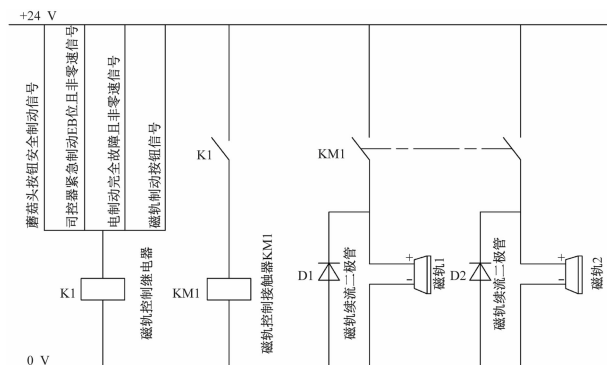 +24 V
蘑菇头按钮安全制动信号
司控器紧急制动EB位且非零速信号
电制动完全故障且非零速信号
磁轨制动按钮信号
K1
磁轨控制继电器
K1
KM1
磁轨控制接触器KM1
KM1
D1
磁轨续流二极管
+
-
磁轨1
D2
磁轨续流二极管
+
-
磁轨2
0 V